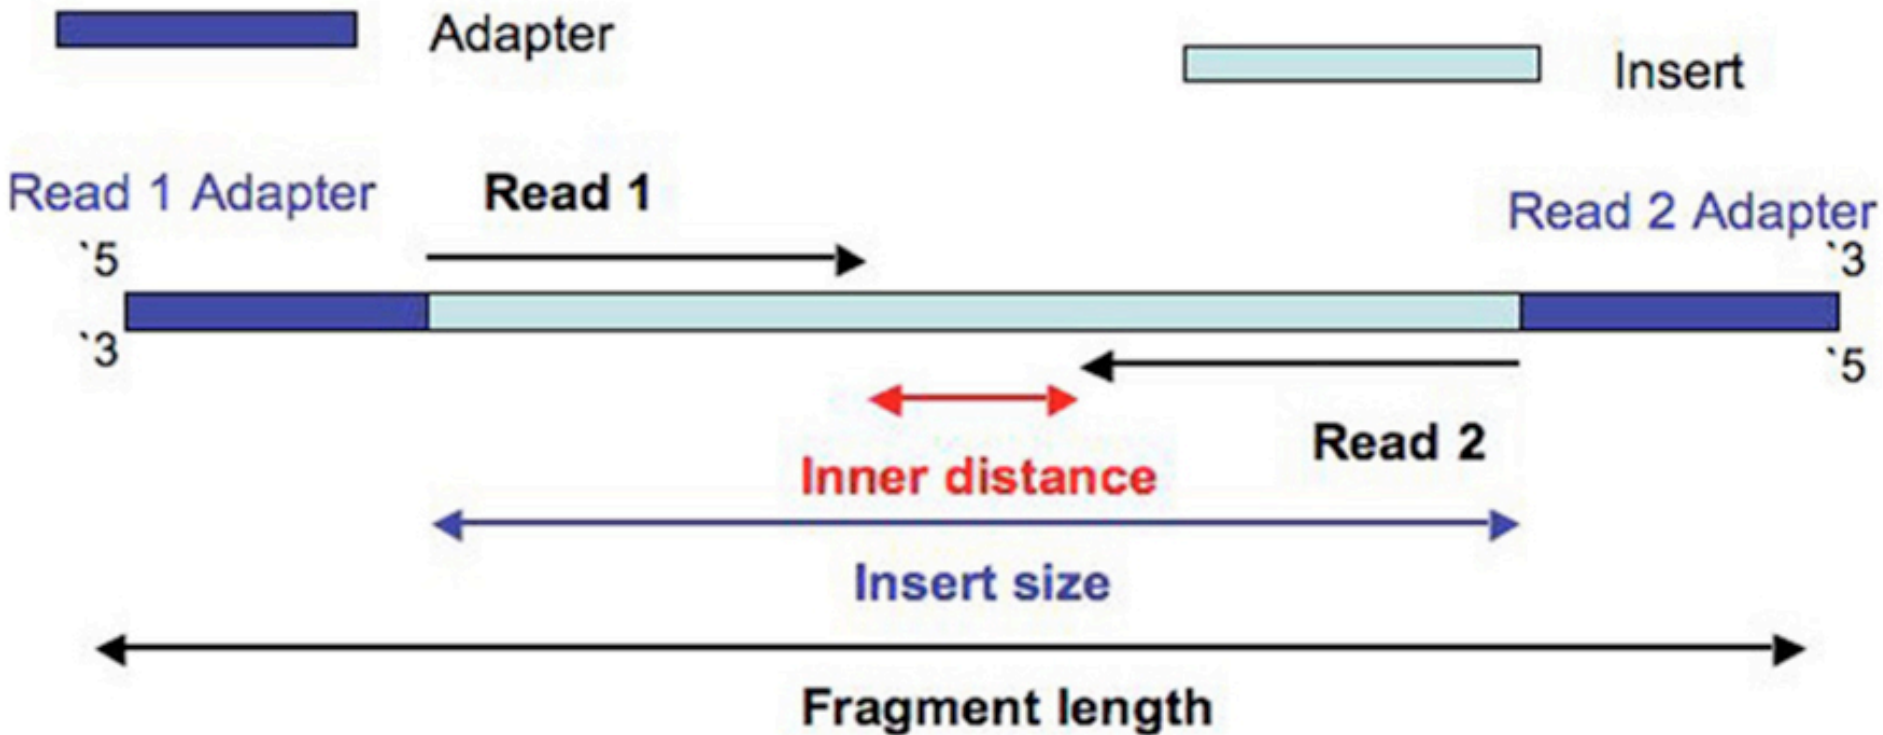 Adapter
Insert
Read 1 Adapter
Read 1
Read 2 Adapter
`5
`3
`3
`5
Read 2
Inner distance
Insert size
Fragment length